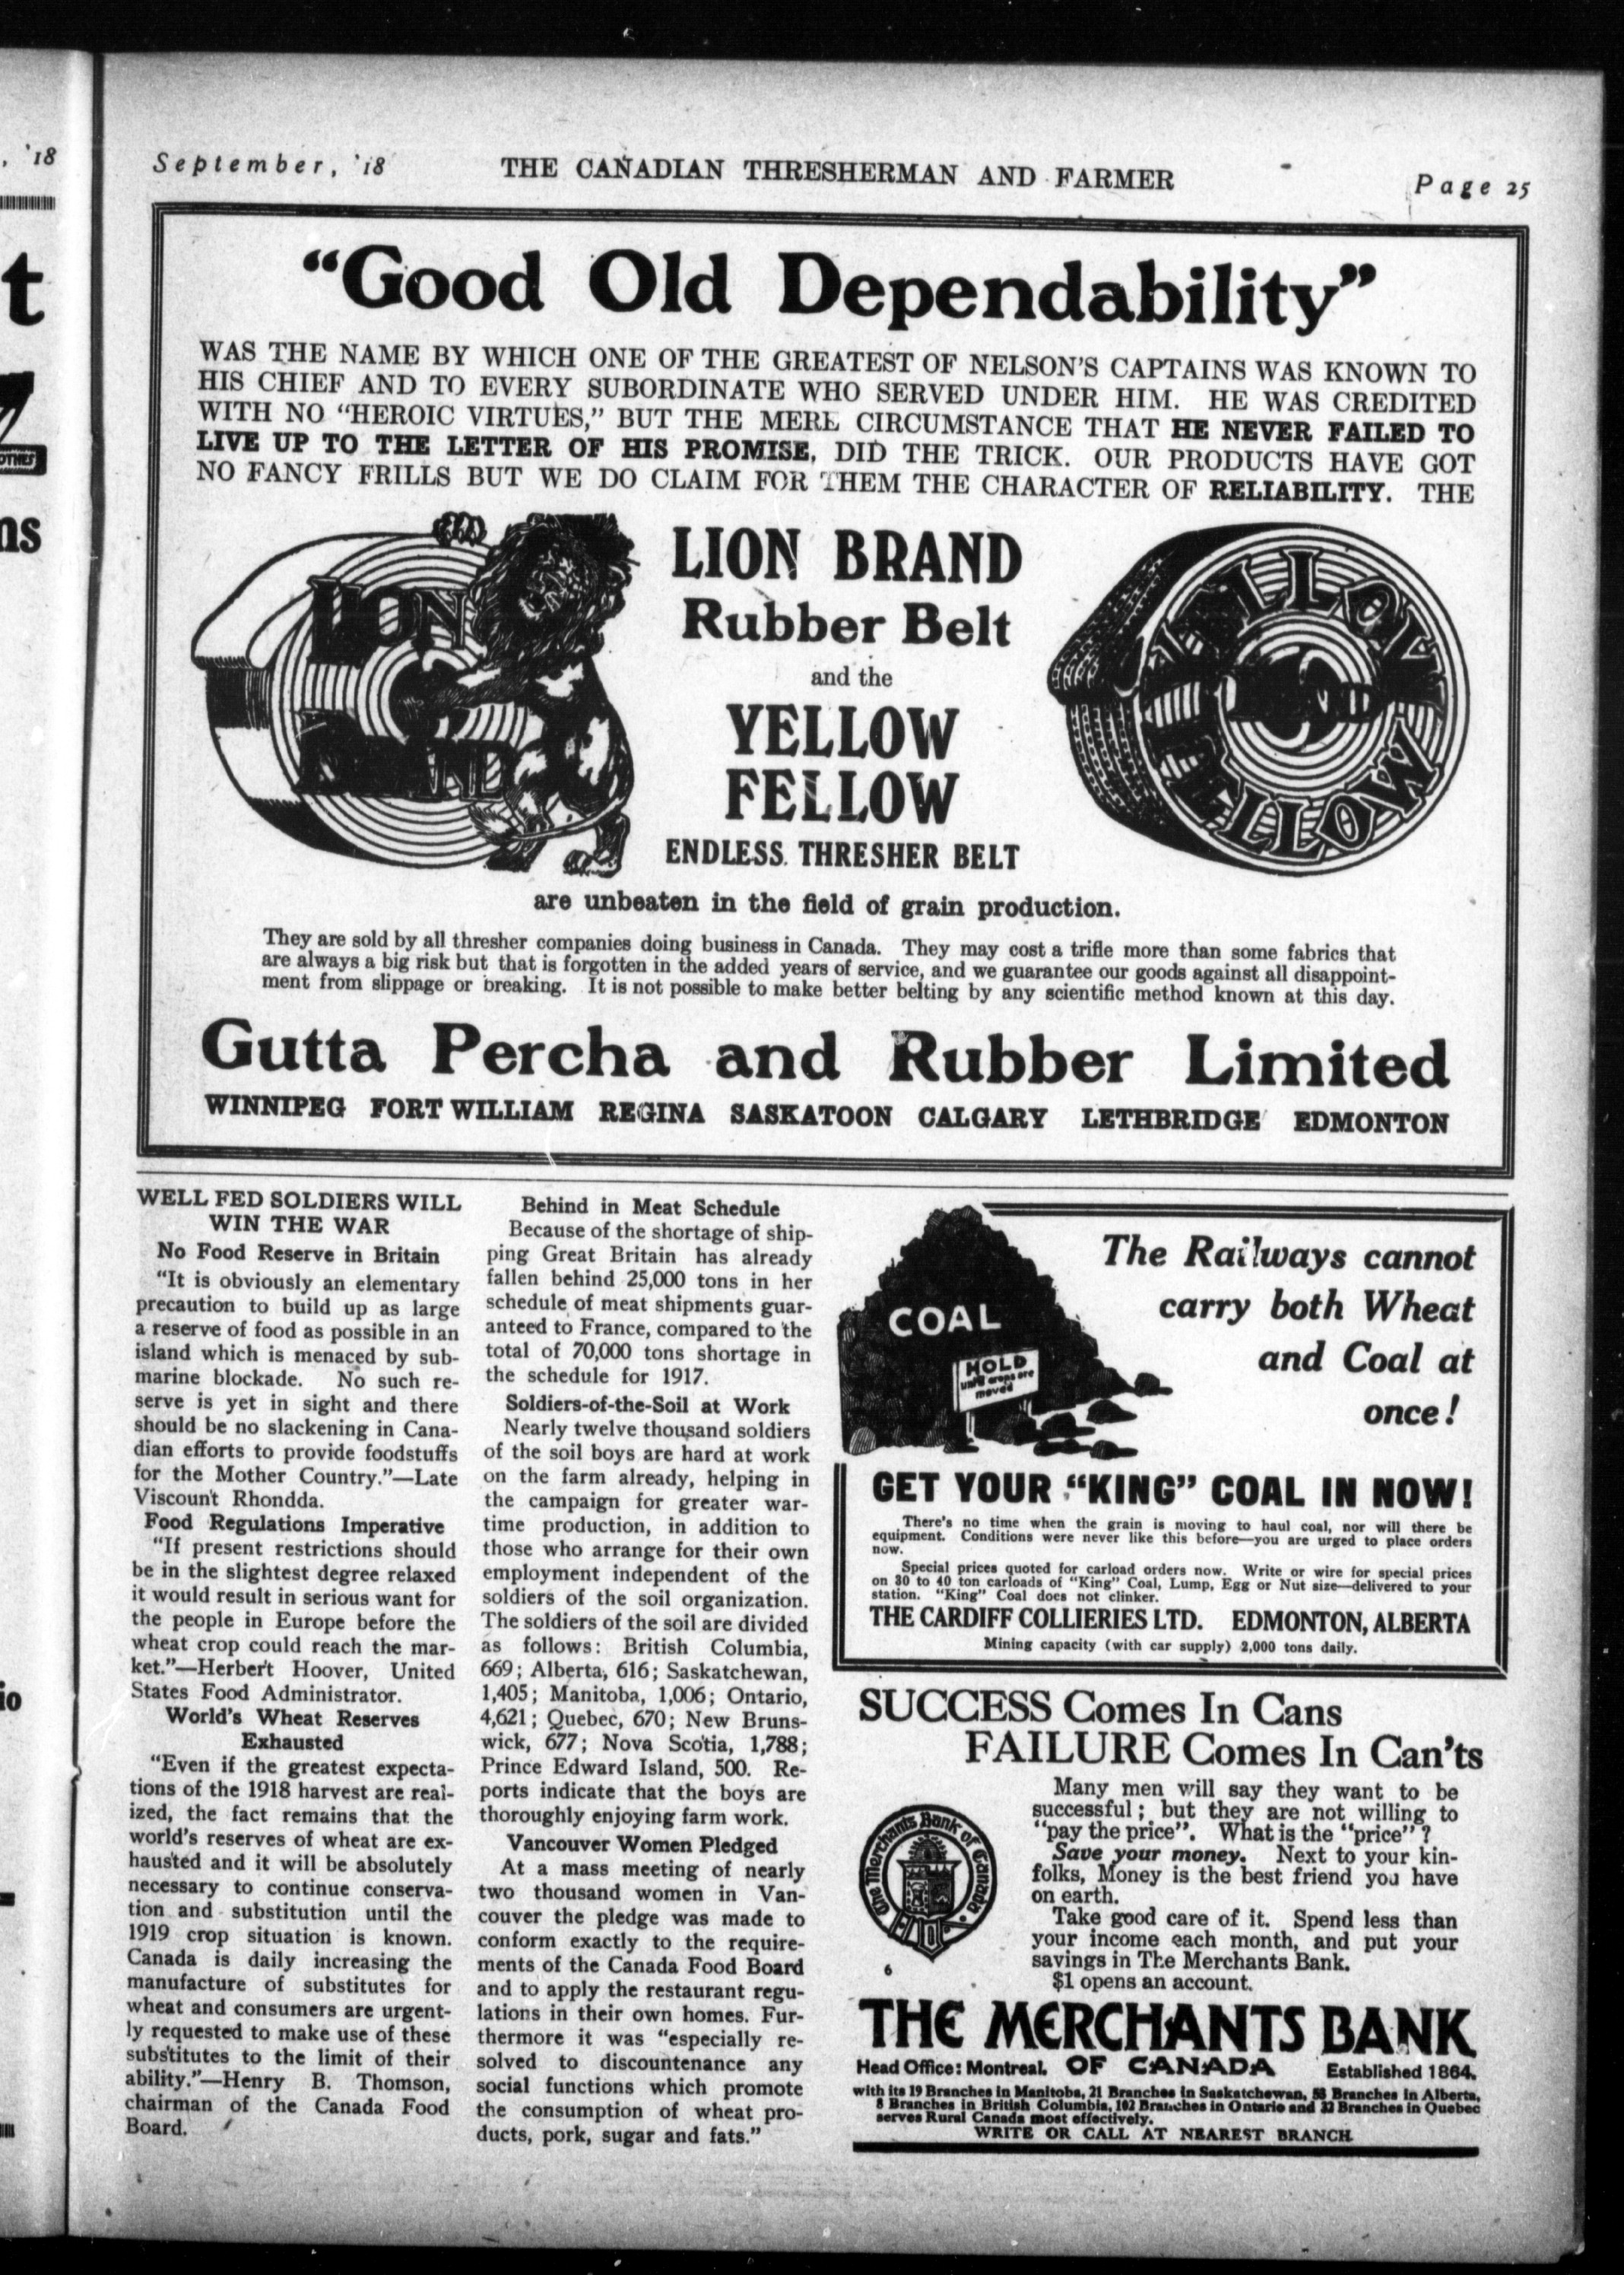 September, '18
THE CANADIAN THRESHERMAN AND FARMER
Page 25
"Good Old Dependability"
WAS THE NAME BY WHICH ONE OF THE GREATEST OF NELSON'S CAPTAINS WAS KNOWN TO
HIS CHIEF AND TO EVERY SUBORDINATE WHO SERVED UNDER HIM. HE WAS CREDITED
WITH NO "HEROIC VIRTUES," BUT THE MERE CIRCUMSTANCE THAT HE NEVER FAILED TO
LIVE UP TO THE LETTER OF HIS PROMISE, DID THE TRICK. OUR PRODUCTS HAVE GOT
NO FANCY FRILLS BUT WE DO CLAIM FOR THEM THE CHARACTER OF RELIABILITY. THE
LION
BRAND
LION BRAND
Rubber Belt
and the
YELLOW
FELLOW
ENDLESS THRESHER BELT
are unbeaten in the field of grain production.
They are sold by all thresher companies doing business in Canada. They may cost a trifle more than some fabrics that
are always a big risk but that is forgotten in the added years of service, and we guarantee our goods against all disappoint-
ment from slippage or breaking. It is not possible to make better belting by any scientific method known at this day.
Gutta Percha and Rubber Limited
WINNIPEG FORT WILLIAM REGINA SASKATOON CALGARY LETHBRIDGE EDMONTON
WELL FED SOLDIERS WILL
WIN THE WAR
No Food Reserve in Britain
"It is obviously an elementary
precaution to build up as large
a reserve of food as possible in an
island which is menaced by sub-
marine blockade. No such re-
serve is yet in sight and there
should be no slackening in Cana-
dian efforts to provide foodstuffs
for the Mother Country."—Late
Viscount Rhondda.
Food Regulations Imperative
"If present restrictions should
be in the slightest degree relaxed
it would result in serious want for
the people in Europe before the
wheat crop could reach the mar-
ket."—Herbert Hoover, United
States Food Administrator.
World's Wheat Reserves
Exhausted
"Even if the greatest expecta-
tions of the 1918 harvest are real-
ized, the fact remains that the
world's reserves of wheat are ex-
hausted and it will be absolutely
necessary to continue conserva-
tion and substitution until the
1919 crop situation is known.
Canada is daily increasing the
manufacture of substitutes for
wheat and consumers are urgent-
ly requested to make use of these
substitutes to the limit of their
ability."—Henry B. Thomson,
chairman of the Canada Food
Board.
Behind in Meat Schedule
Because of the shortage of ship-
ping Great Britain has already
fallen behind 25,000 tons in her
schedule of meat shipments guar-
anteed to France, compared to the
total of 70,000 tons shortage in
the schedule for 1917.
Soldiers-of-the-Soil at Work
Nearly twelve thousand soldiers
of the soil boys are hard at work
on the farm already, helping in
the campaign for greater war-
time production, in addition to
those who arrange for their own
employment independent of the
soldiers of the soil organization.
The soldiers of the soil are divided
as follows: British Columbia,
669; Alberta, 616; Saskatchewan,
1,405; Manitoba, 1,006; Ontario,
4,621; Quebec, 670; New Bruns-
wick, 677; Nova Scotia, 1,788;
Prince Edward Island, 500. Re-
ports indicate that the boys are
thoroughly enjoying farm work.
Vancouver Women Pledged
At a mass meeting of nearly
two thousand women in Van-
couver the pledge was made to
conform exactly to the require-
ments of the Canada Food Board
and to apply the restaurant regu-
lations in their own homes. Fur-
thermore it was "especially re-
solved to discountenance any
social functions which promote
the consumption of wheat pro-
ducts, pork, sugar and fats."
COAL
HOLD
until crops are
moved
The Railways cannot
carry both Wheat
and Coal at
once!
GET YOUR "KING" COAL IN NOW!
There's no time when the grain is moving to haul coal, nor will there be
equipment. Conditions were never like this before—you are urged to place orders
now.
Special prices quoted for carload orders now. Write or wire for special prices
on 30 to 40 ton carloads of "King" Coal, Lump, Egg or Nut size—delivered to your
station. "King" Coal does not clinker.
THE CARDIFF COLLIERIES LTD. EDMONTON, ALBERTA
Mining capacity (with car supply) 2,000 tons daily.
SUCCESS Comes In Cans
FAILURE Comes In Can'ts
The Merchants Bank of Canada
6
Many men will say they want to be
successful; but they are not willing to
"pay the price". What is the "price"?
Save your money. Next to your kin-
folks, Money is the best friend you have
on earth.
Take good care of it. Spend less than
your income each month, and put your
savings in The Merchants Bank.
$1 opens an account.
THE MERCHANTS BANK
Head Office: Montreal. OF CANADA Established 1864.
with its 19 Branches in Manitoba, 21 Branches in Saskatchewan, Branches in Alberta,
8 Branches in British Columbia, 102 Branches in Ontario and 32 Branches in Quebec
serves Rural Canada most effectively.
WRITE OR CALL AT NEAREST BRANCH